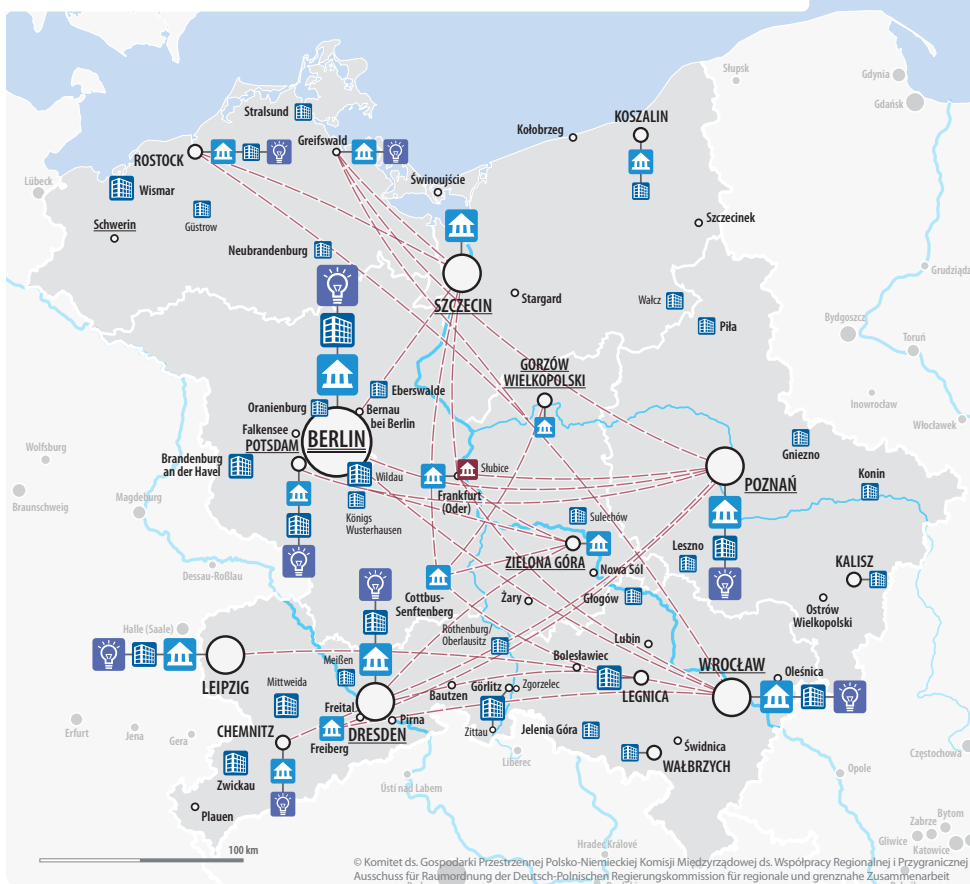 Słupsk
Gdynia
Gdańsk
Stralsund
Kołobrzeg
KOSZALIN
Greifswald
ROSTOCK
Lübeck
Wismar
Świnoujście
Schwerin
Güstrow
Szczecinek
Neubrandenburg
Grudziądz
SZCZECIN
Stargard
Wałcz
Piła
Bydgoszcz
Toruń
GORZÓW
WIELKOPOLSKI
Eberswalde
Oranienburg
Bernau
bei Berlin
Inowrocław
Włocławek
Falkensee
POTSDAM
BERLIN
Wolfsburg
Brandenburg
an der Havel
Wildau
Słubice
Gniezno
Konin
POZNAŃ
Frankfurt
(Oder)
Braunschweig
Magdeburg
Königs
Wusterhausen
Sulechów
Leszno
ZIELONA GÓRA
KALISZ
Dessau-Roßlau
Nowa Sól
Cottbus-
Senftenberg
Żary
Głogów
Ostrów
Wielkopolski
Halle (Saale)
Rothenburg/
Oberlausitz
Lubin
LEIPZIG
Meißen
Bolesławiec
WROCŁAW
Oleśnica
Mittweida
Bautzen
Görlitz
Zgorzelec
LEGNICA
Freital
Pirna
Erfurt
Jena
Gera
CHEMNITZ
Freiberg
DRESDEN
Zittau
Jelenia Góra
Świdnica
WAŁBRZYCH
Liberec
Częstochowa
Zwickau
Opole
Ústí nad Labem
Plauen
Bytom
Zabrze
Gliwice
Katowice
Hradec Králové
100 km
© Komitet ds. Gospodarki Przestrzennej Polsko-Niemieckiej Komisji Międzyrządowej ds. Współpracy Regionalnej i Przygranicznej
Ausschuss für Raumordnung der Deutsch-Polnischen Regierungskommission für regionale und grenznahe Zusammenarbeit